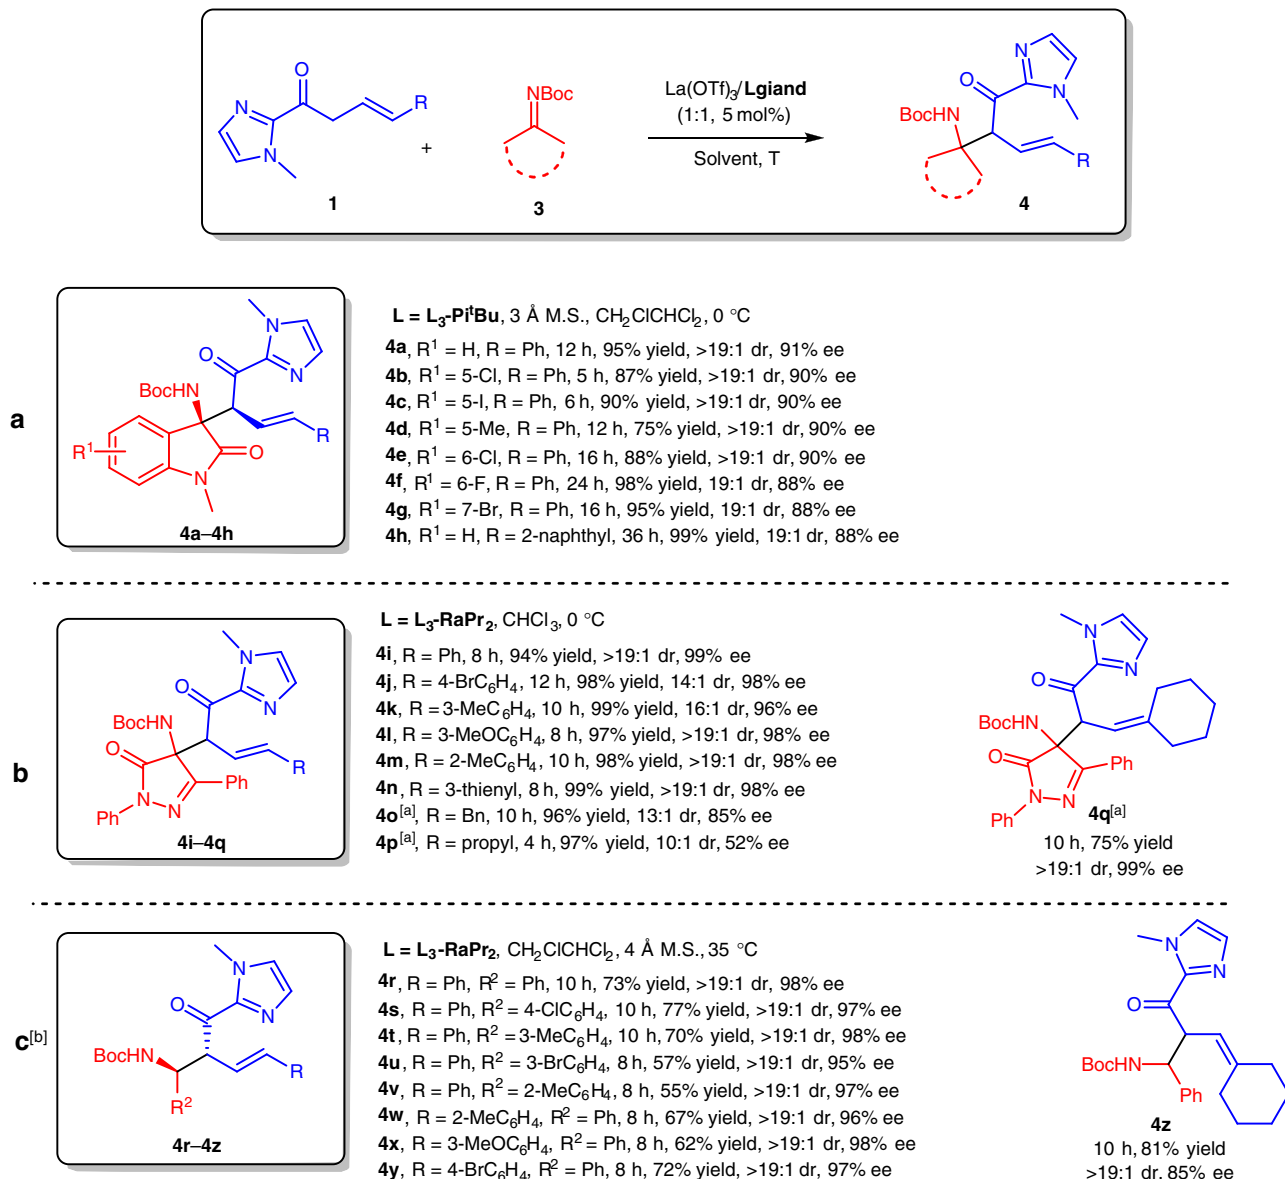 O
N
N
R
1
+
NBoc
3
La(OTf)₃/Lgiand
(1:1, 5 mol%)
Solvent, T
N
O
N
BocHN
R
4
a
N
O
N
BocHN
R
R¹
O
N
4a–4h
L = L₃-PiᵗBu, 3 Å M.S., CH₂ClCHCl₂, 0 °C
4a, R¹ = H, R = Ph, 12 h, 95% yield, >19:1 dr, 91% ee
4b, R¹ = 5-Cl, R = Ph, 5 h, 87% yield, >19:1 dr, 90% ee
4c, R¹ = 5-I, R = Ph, 6 h, 90% yield, >19:1 dr, 90% ee
4d, R¹ = 5-Me, R = Ph, 12 h, 75% yield, >19:1 dr, 90% ee
4e, R¹ = 6-Cl, R = Ph, 16 h, 88% yield, >19:1 dr, 90% ee
4f, R¹ = 6-F, R = Ph, 24 h, 98% yield, 19:1 dr, 88% ee
4g, R¹ = 7-Br, R = Ph, 16 h, 95% yield, 19:1 dr, 88% ee
4h, R¹ = H, R = 2-naphthyl, 36 h, 99% yield, 19:1 dr, 88% ee
b
N
O
N
BocHN
O
R
Ph
N
N
Ph
4i–4q
L = L₃-RaPr₂, CHCl₃, 0 °C
4i, R = Ph, 8 h, 94% yield, >19:1 dr, 99% ee
4j, R = 4-BrC₆H₄, 12 h, 98% yield, 14:1 dr, 98% ee
4k, R = 3-MeC₆H₄, 10 h, 99% yield, 16:1 dr, 96% ee
4l, R = 3-MeOC₆H₄, 8 h, 97% yield, >19:1 dr, 98% ee
4m, R = 2-MeC₆H₄, 10 h, 98% yield, >19:1 dr, 98% ee
4n, R = 3-thienyl, 8 h, 99% yield, >19:1 dr, 98% ee
4o[a], R = Bn, 10 h, 96% yield, 13:1 dr, 85% ee
4p[a], R = propyl, 4 h, 97% yield, 10:1 dr, 52% ee
N
N
O
BocHN
O
Ph
N
N
Ph
4q[a]
10 h, 75% yield
>19:1 dr, 99% ee
c[b]
N
O
N
BocHN
R
R²
4r–4z
L = L₃-RaPr₂, CH₂ClCHCl₂, 4 Å M.S., 35 °C
4r, R = Ph, R² = Ph, 10 h, 73% yield, >19:1 dr, 98% ee
4s, R = Ph, R² = 4-ClC₆H₄, 10 h, 77% yield, >19:1 dr, 97% ee
4t, R = Ph, R² = 3-MeC₆H₄, 10 h, 70% yield, >19:1 dr, 98% ee
4u, R = Ph, R² = 3-BrC₆H₄, 8 h, 57% yield, >19:1 dr, 95% ee
4v, R = Ph, R² = 2-MeC₆H₄, 8 h, 55% yield, >19:1 dr, 97% ee
4w, R = 2-MeC₆H₄, R² = Ph, 8 h, 67% yield, >19:1 dr, 96% ee
4x, R = 3-MeOC₆H₄, R² = Ph, 8 h, 62% yield, >19:1 dr, 98% ee
4y, R = 4-BrC₆H₄, R² = Ph, 8 h, 72% yield, >19:1 dr, 97% ee
N
N
O
BocHN
Ph
4z
10 h, 81% yield
>19:1 dr, 85% ee